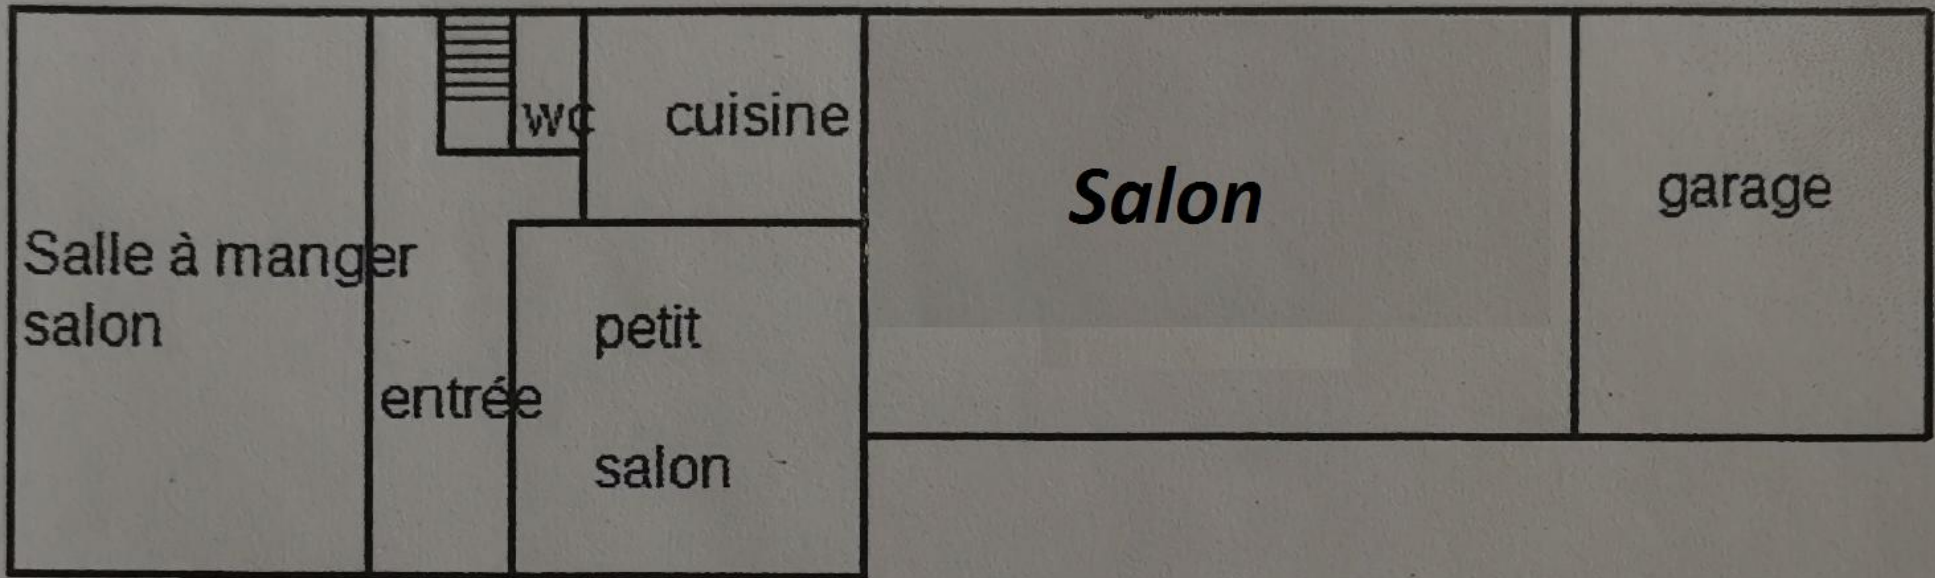 wc
cuisine
Salon
garage
Salle à manger
salon
petit
entrée
salon